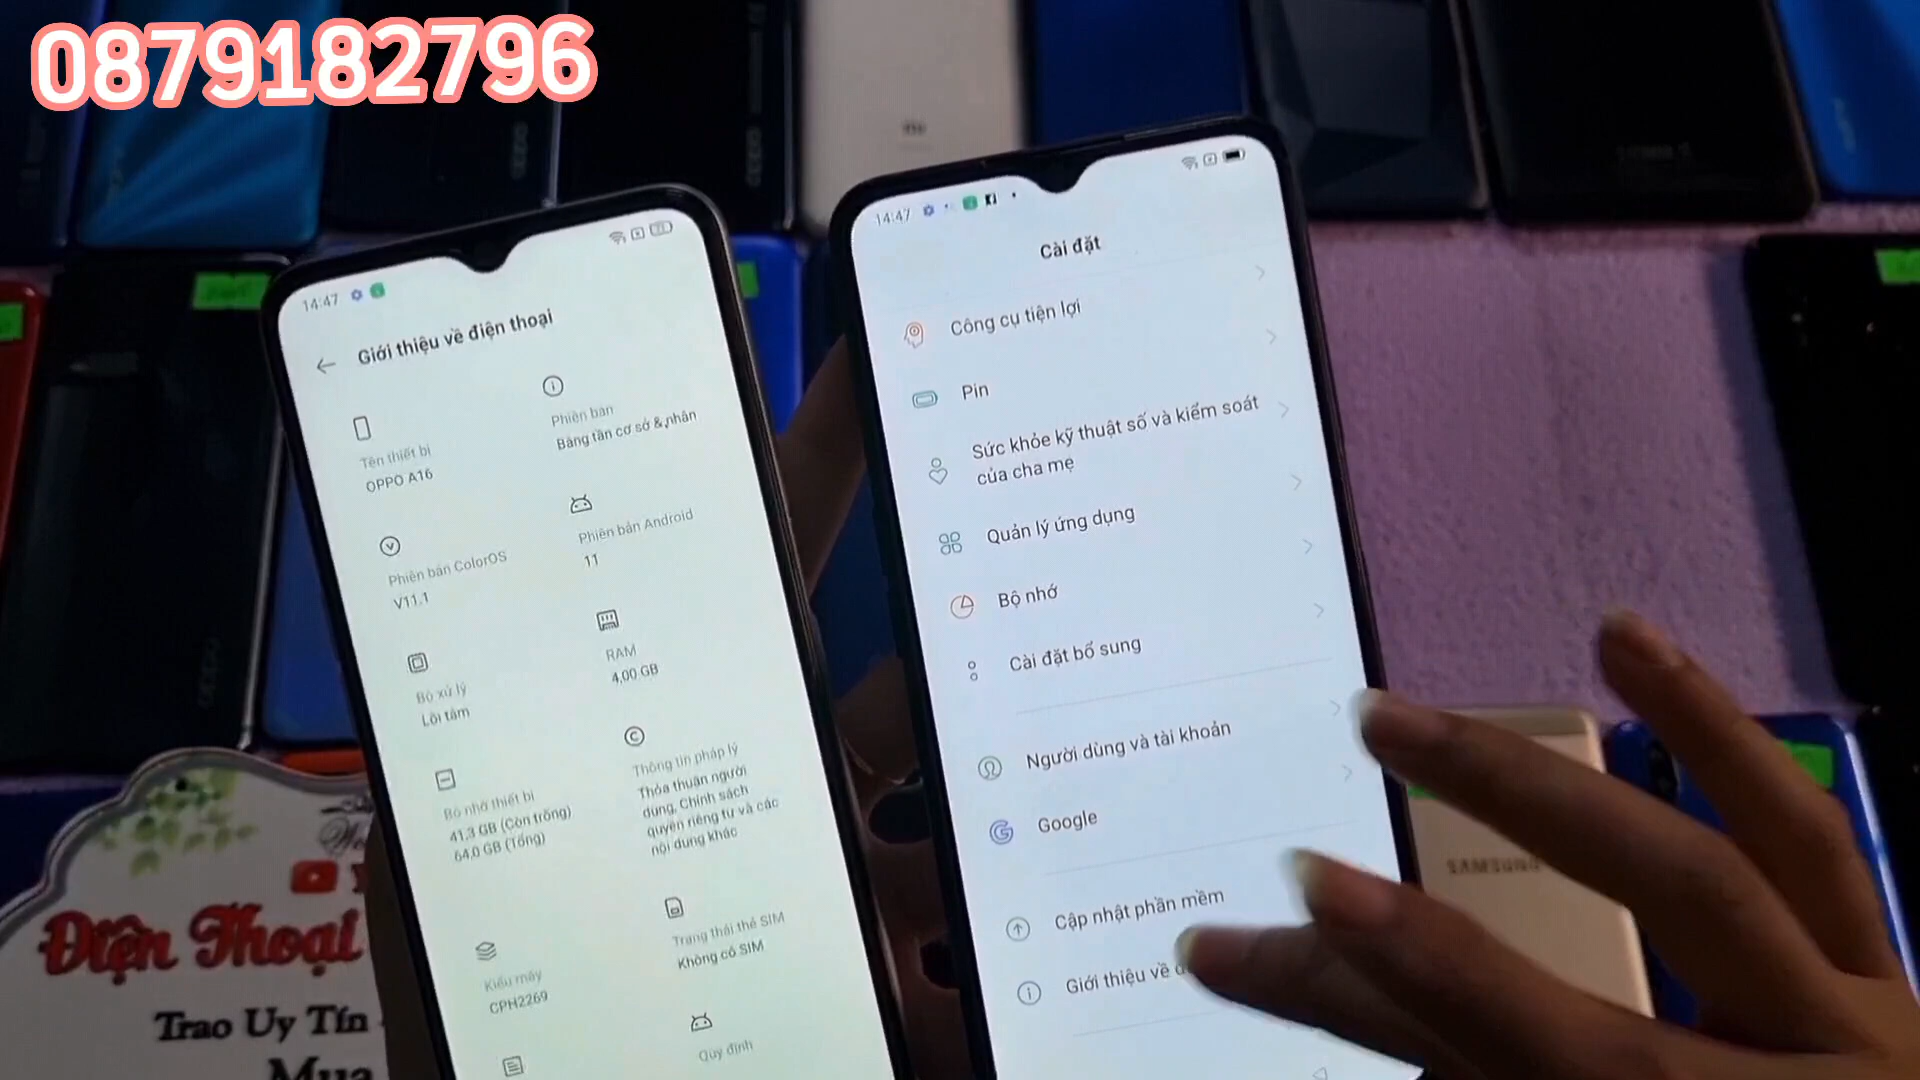 0879182796
14:47
Giới thiệu về điện thoại
Tên thiết bị
OPPO A16
Phiên bản
Băng tần cơ sở & nhân
Phiên bản ColorOS
V11.1
Phiên bản Android
11
Bộ xử lý
Lõi tám
RAM
4,00 GB
Bộ nhớ thiết bị
41,3 GB (Còn trống)
64,0 GB (Tổng)
Thông tin pháp lý
Thỏa thuận người
dùng, Chính sách
quyền riêng tư và các
nội dung khác
Kiểu máy
CPH2269
Trạng thái thẻ SIM
Không có SIM
Quy định
14:47
Cài đặt
Công cụ tiện lợi
Pin
Sức khỏe kỹ thuật số và kiểm soát
của cha mẹ
Quản lý ứng dụng
Bộ nhớ
Cài đặt bổ sung
Người dùng và tài khoản
Google
Cập nhật phần mềm
Giới thiệu về
Điện Thoại
Trao Uy Tín
Mua
SAMSUNG
oppo
oppo
oppo